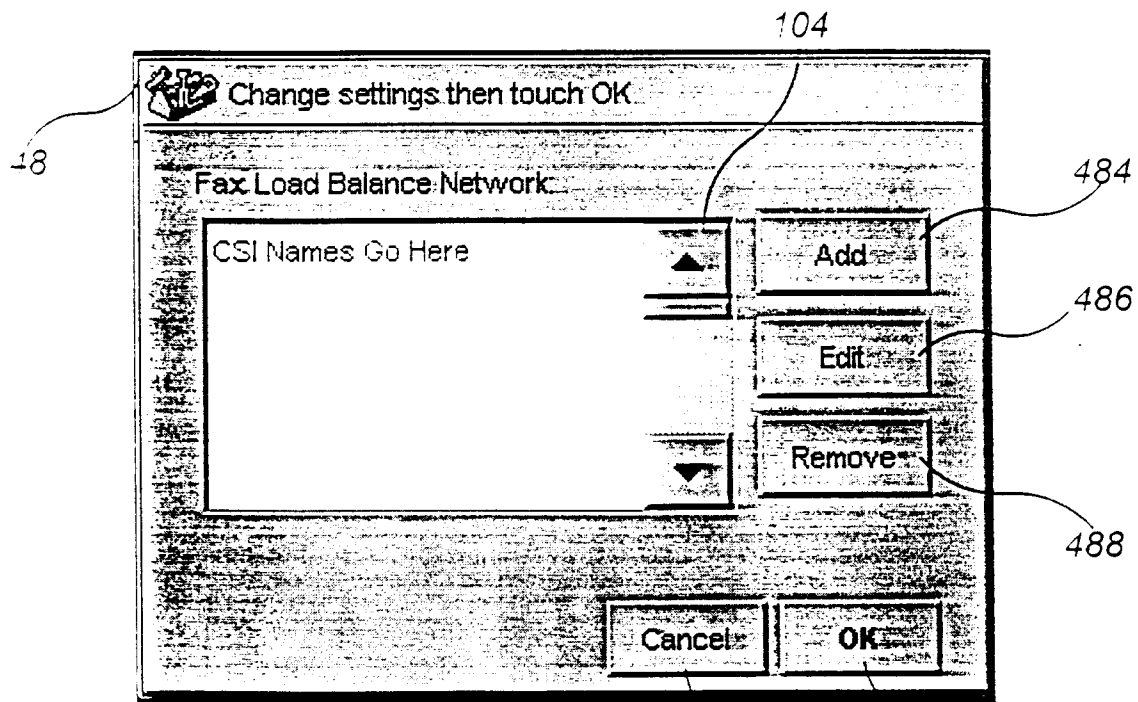 104
Change settings then touch OK
48
Fax Load Balance Network:
484
CSI Names Go Here
Add
486
Edit
Remove
488
Cancel
OK